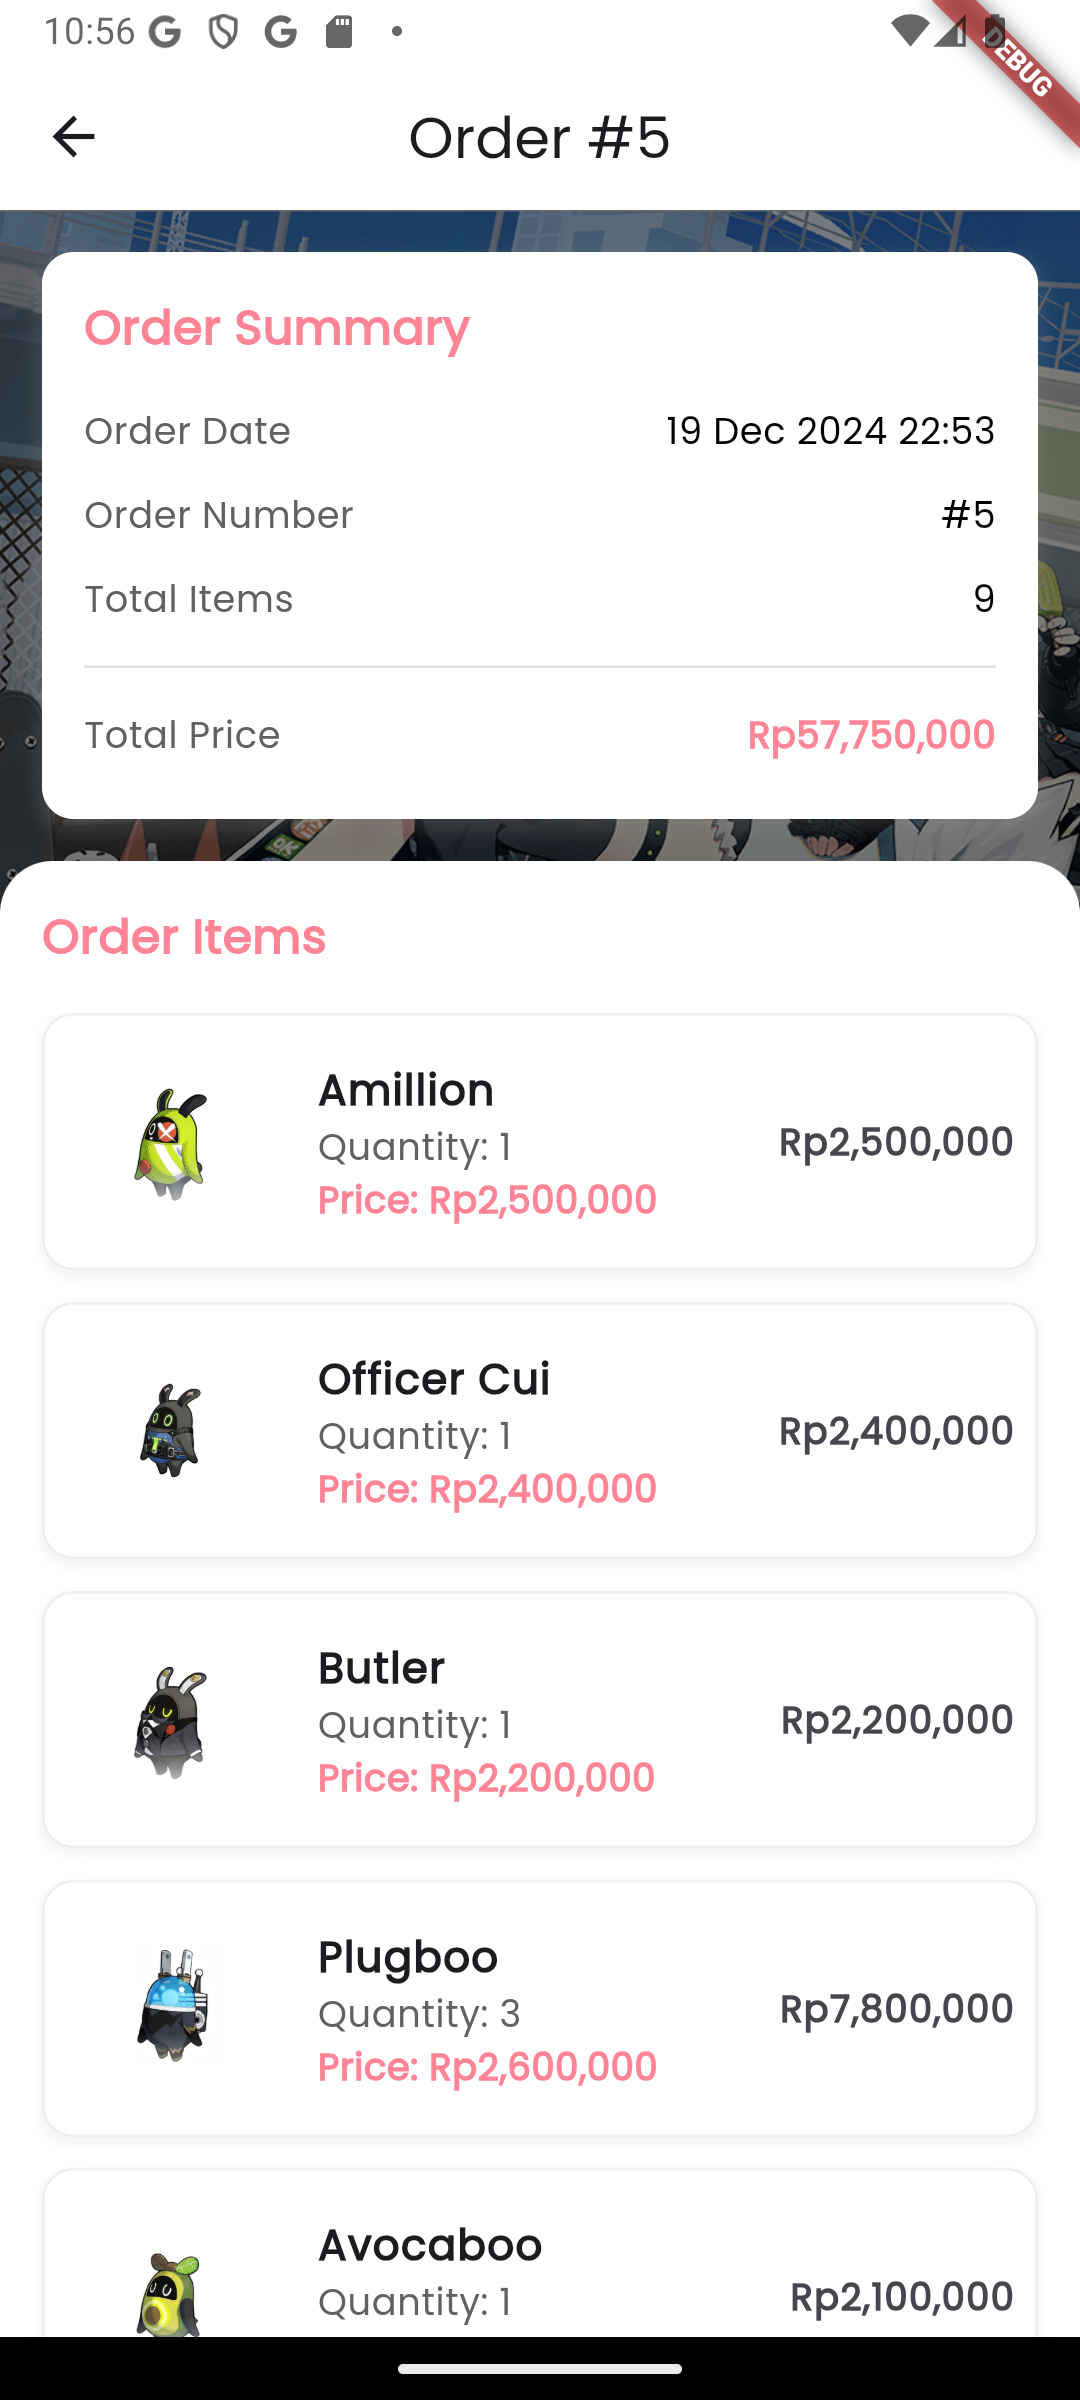 10:56
DEBUG
Order #5
Order Summary
Order Date 19 Dec 2024 22:53
Order Number #5
Total Items 9
Total Price Rp57,750,000
OK
Order Items
Amillion
Quantity: 1
Rp2,500,000
Price: Rp2,500,000
Officer Cui
Quantity: 1
Rp2,400,000
Price: Rp2,400,000
Butler
Quantity: 1
Rp2,200,000
Price: Rp2,200,000
Plugboo
Quantity: 3
Rp7,800,000
Price: Rp2,600,000
Avocaboo
Quantity: 1
Rp2,100,000